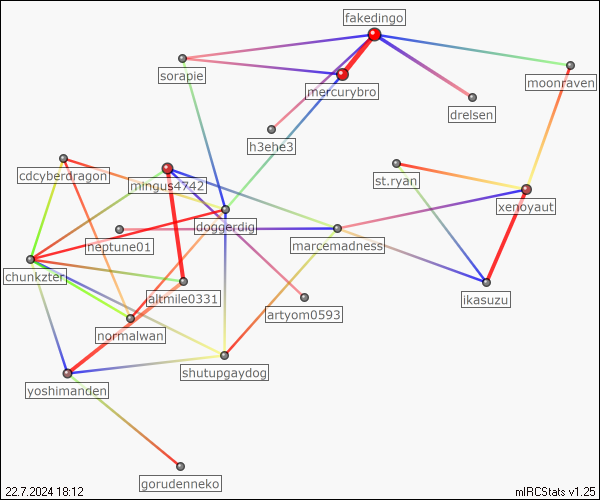 fakedingo
sorapie
moonraven
mercurybro
drelsen
h3ehe3
cdcyberdragon
mingus4742
st.ryan
xenoyaut
doggerdig
neptune01
marcemadness
chunkzter
altmile0331
ikasuzu
artyom0593
normalwan
shutupgaydog
yoshimanden
gorudenneko
22.7.2024 18:12
mIRCStats v1.25